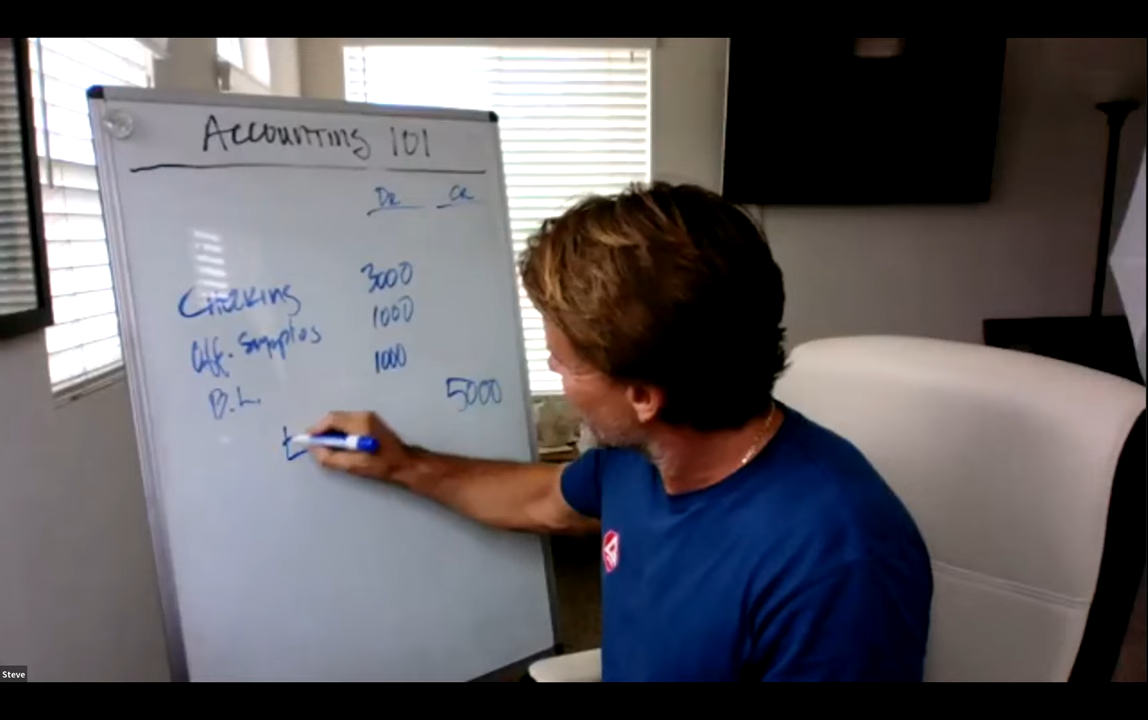 Accounting 101
DR CR
Checking 3000
Off. Supplies 1000
B.L. 1000
5000
Steve